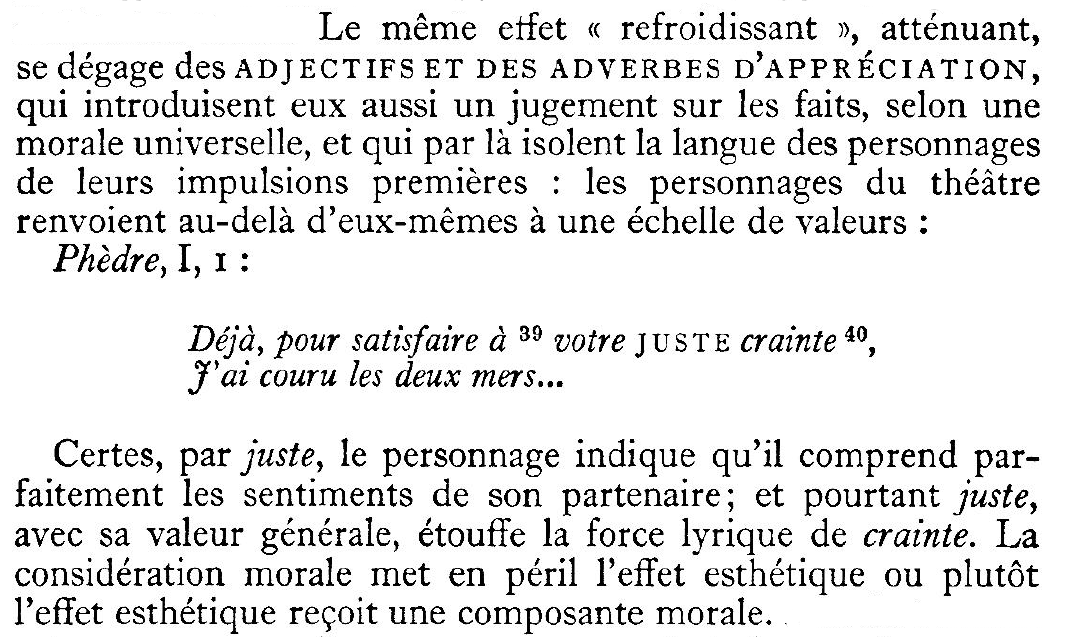 Le même effet « refroidissant », atténuant,
se dégage des ADJECTIFS ET DES ADVERBES D'APPRÉCIATION,
qui introduisent eux aussi un jugement sur les faits, selon une
morale universelle, et qui par là isolent la langue des personnages
de leurs impulsions premières : les personnages du théâtre
renvoient au-delà d'eux-mêmes à une échelle de valeurs :
Phèdre, I, 1 :
Déjà, pour satisfaire à ³⁹ votre JUSTE crainte ⁴⁰,
J'ai couru les deux mers...
Certes, par juste, le personnage indique qu'il comprend par-
faitement les sentiments de son partenaire; et pourtant juste,
avec sa valeur générale, étouffe la force lyrique de crainte. La
considération morale met en péril l'effet esthétique ou plutôt
l'effet esthétique reçoit une composante morale.